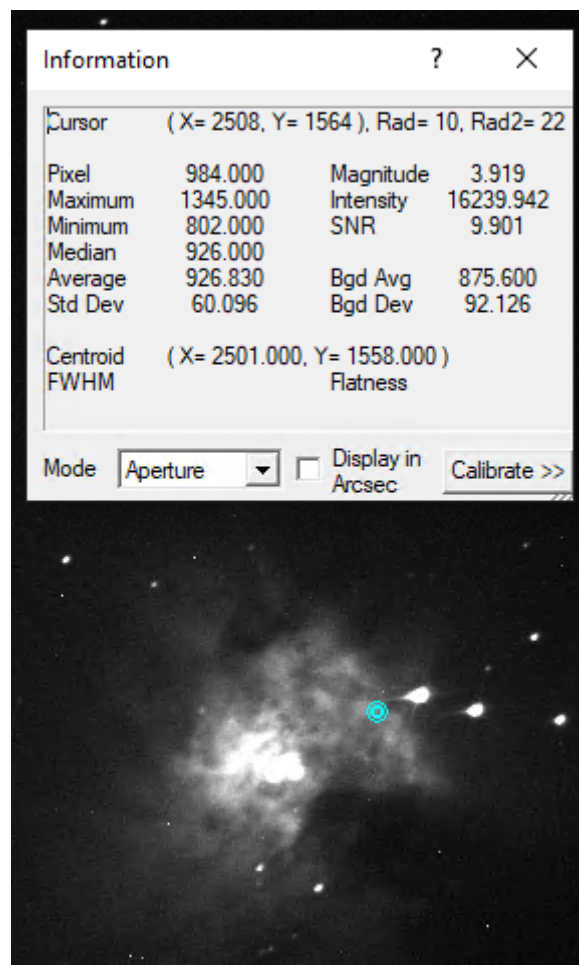 Information ? ×
Cursor ( X= 2508, Y= 1564 ), Rad= 10, Rad2= 22
Pixel 984.000 Magnitude 3.919
Maximum 1345.000 Intensity 16239.942
Minimum 802.000 SNR 9.901
Median 926.000
Average 926.830 Bgd Avg 875.600
Std Dev 60.096 Bgd Dev 92.126
Centroid ( X= 2501.000, Y= 1558.000 )
FWHM Flatness
Mode Aperture Display in Arcsec Calibrate >>